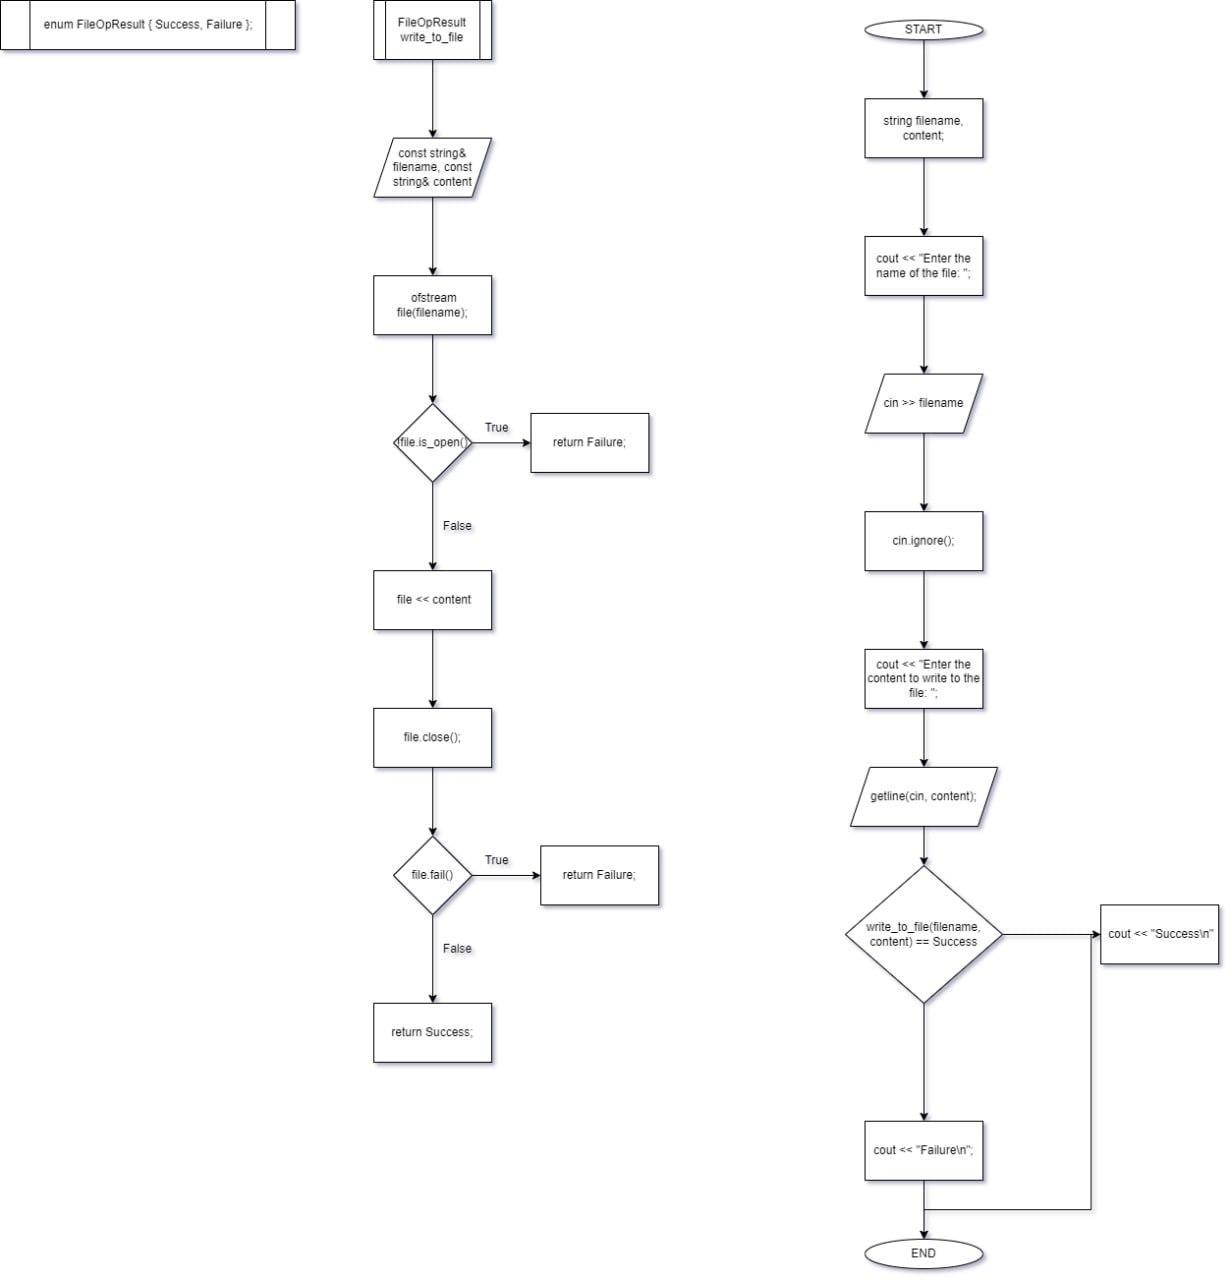 enum FileOpResult { Success, Failure };
FileOpResult
write_to_file
const string&
filename, const
string& content
ofstream
file(filename);
!file.is_open()
True
return Failure;
False
file << content
file.close();
file.fail()
True
return Failure;
False
return Success;
START
string filename,
content;
cout << "Enter the
name of the file: ";
cin >> filename
cin.ignore();
cout << "Enter the
content to write to the
file: ";
getline(cin, content);
write_to_file(filename,
content) == Success
cout << "Success\n"
cout << "Failure\n";
END